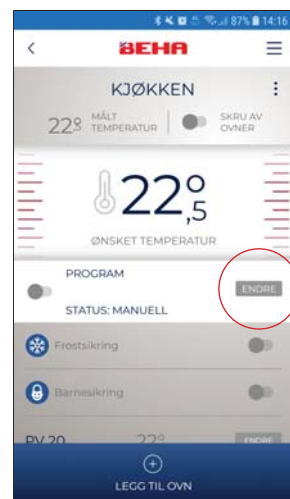 87% 14:16
BEHA
KJØKKEN
22,8 MÅLT TEMPERATUR
SKRU AV OVNER
22,5°
ØNSKET TEMPERATUR
PROGRAM
ENDRE
STATUS: MANUELL
Frostsikring
Barnesikring
PV 20 22° ENDRE
LEGG TIL OVN